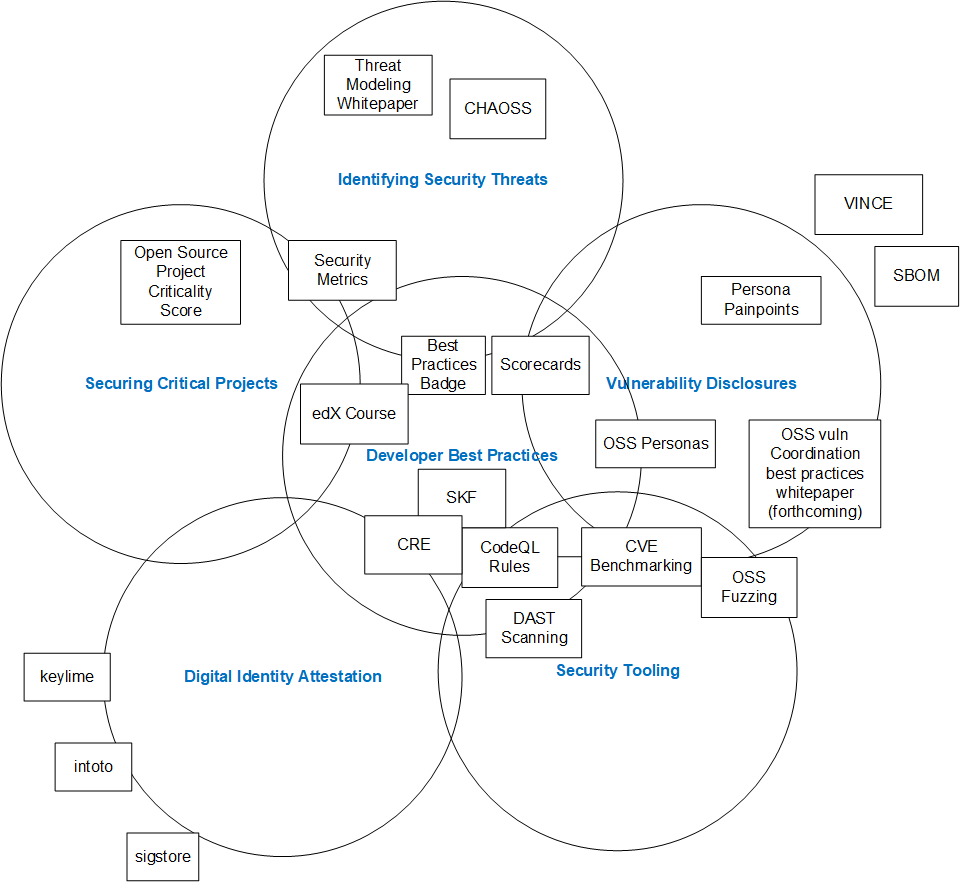 Threat
Modeling
Whitepaper
CHAOSS
Identifying Security Threats
VINCE
SBOM
Open Source
Project
Criticality
Score
Security
Metrics
Persona
Painpoints
Best
Practices
Badge
Scorecards
Securing Critical Projects
Vulnerability Disclosures
edX Course
OSS Personas
OSS vuln
Coordination
best practices
whitepaper
(forthcoming)
Developer Best Practices
SKF
CRE
CodeQL
Rules
CVE
Benchmarking
OSS
Fuzzing
DAST
Scanning
keylime
Digital Identity Attestation
Security Tooling
intoto
sigstore